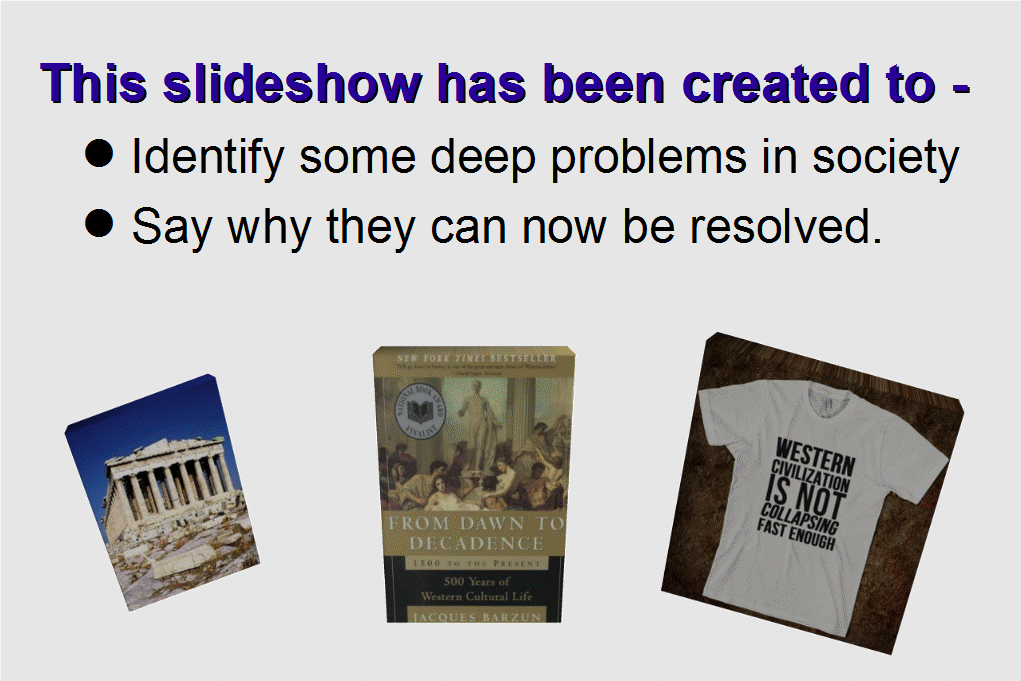 This slideshow has been created to -
● Identify some deep problems in society
● Say why they can now be resolved.
NEW YORK TIMES BESTSELLER
NATIONAL BOOK AWARD
FINALIST
FROM DAWN TO
DECADENCE
1500 TO THE PRESENT
500 Years of
Western Cultural Life
JACQUES BARZUN
WESTERN
CIVILIZATION
IS NOT
COLLAPSING
FAST ENOUGH